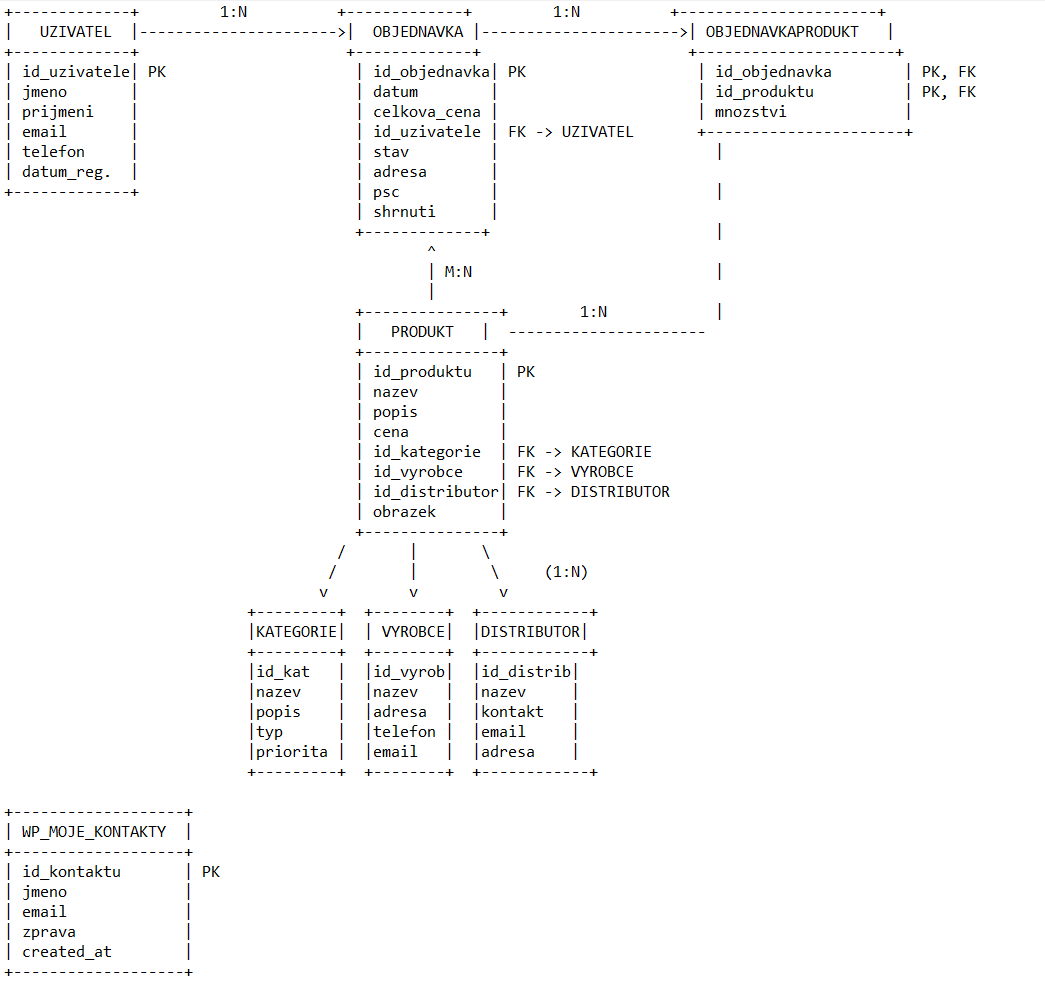 +-------------+         1:N          +-------------+         1:N          +----------------------+
|   UZIVATEL  |---------------------->|  OBJEDNAVKA |---------------------->| OBJEDNAVKAPRODUKT   |
+-------------+                       +-------------+                       +----------------------+
| id_uzivatele| PK                     | id_objednavka| PK                   | id_objednavka        | PK, FK
| jmeno       |                        | datum        |                      | id_produktu          | PK, FK
| prijmeni    |                        | celkova_cena |                      | mnozstvi             |
| email       |                        | id_uzivatele | FK -> UZIVATEL       +----------------------+
| telefon     |                        | stav         |                        |
| datum_reg.  |                        | adresa       |
+-------------+                        | psc          |                        |
                                       | shrnuti      |
                                       +-------------+                         |
                                               ^
                                               | M:N                           |
                                               |
                                       +---------------+        1:N            |
                                       |   PRODUKT   |  ----------------------
                                       +---------------+
                                       | id_produktu   | PK
                                       | nazev         |
                                       | popis         |
                                       | cena          |
                                       | id_kategorie  | FK -> KATEGORIE
                                       | id_vyrobce    | FK -> VYROBCE
                                       | id_distributor| FK -> DISTRIBUTOR
                                       | obrazek       |
                                       +---------------+
                                     /       |       \
                                    /        |        \     (1:N)
                                   v         v         v
                           +---------+  +--------+  +------------+
                           |KATEGORIE|  | VYROBCE|  |DISTRIBUTOR|
                           +---------+  +--------+  +------------+
                           |id_kat   |  |id_vyrob|  |id_distrib|
                           |nazev    |  |nazev   |  |nazev     |
                           |popis    |  |adresa  |  |kontakt   |
                           |typ      |  |telefon |  |email     |
                           |priorita |  |email   |  |adresa    |
                           +---------+  +--------+  +------------+
+-------------------+
| WP_MOJE_KONTAKTY  |
+-------------------+
| id_kontaktu       | PK
| jmeno             |
| email             |
| zprava            |
| created_at        |
+-------------------+